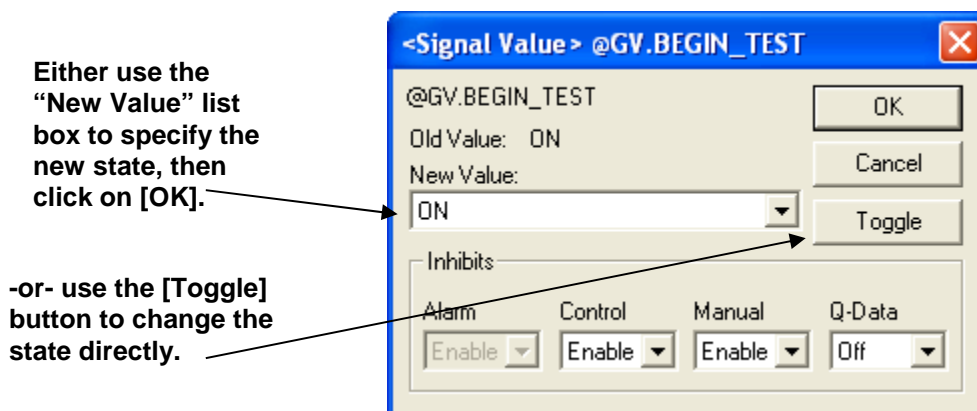 Either use the
“New Value” list
box to specify the
new state, then
click on [OK].
-or- use the [Toggle]
button to change the
state directly.
<Signal Value> @GV.BEGIN_TEST
@GV.BEGIN_TEST
OK
Old Value: ON
Cancel
New Value:
ON
Toggle
Inhibits
Alarm Control Manual Q-Data
Enable Enable Enable Off